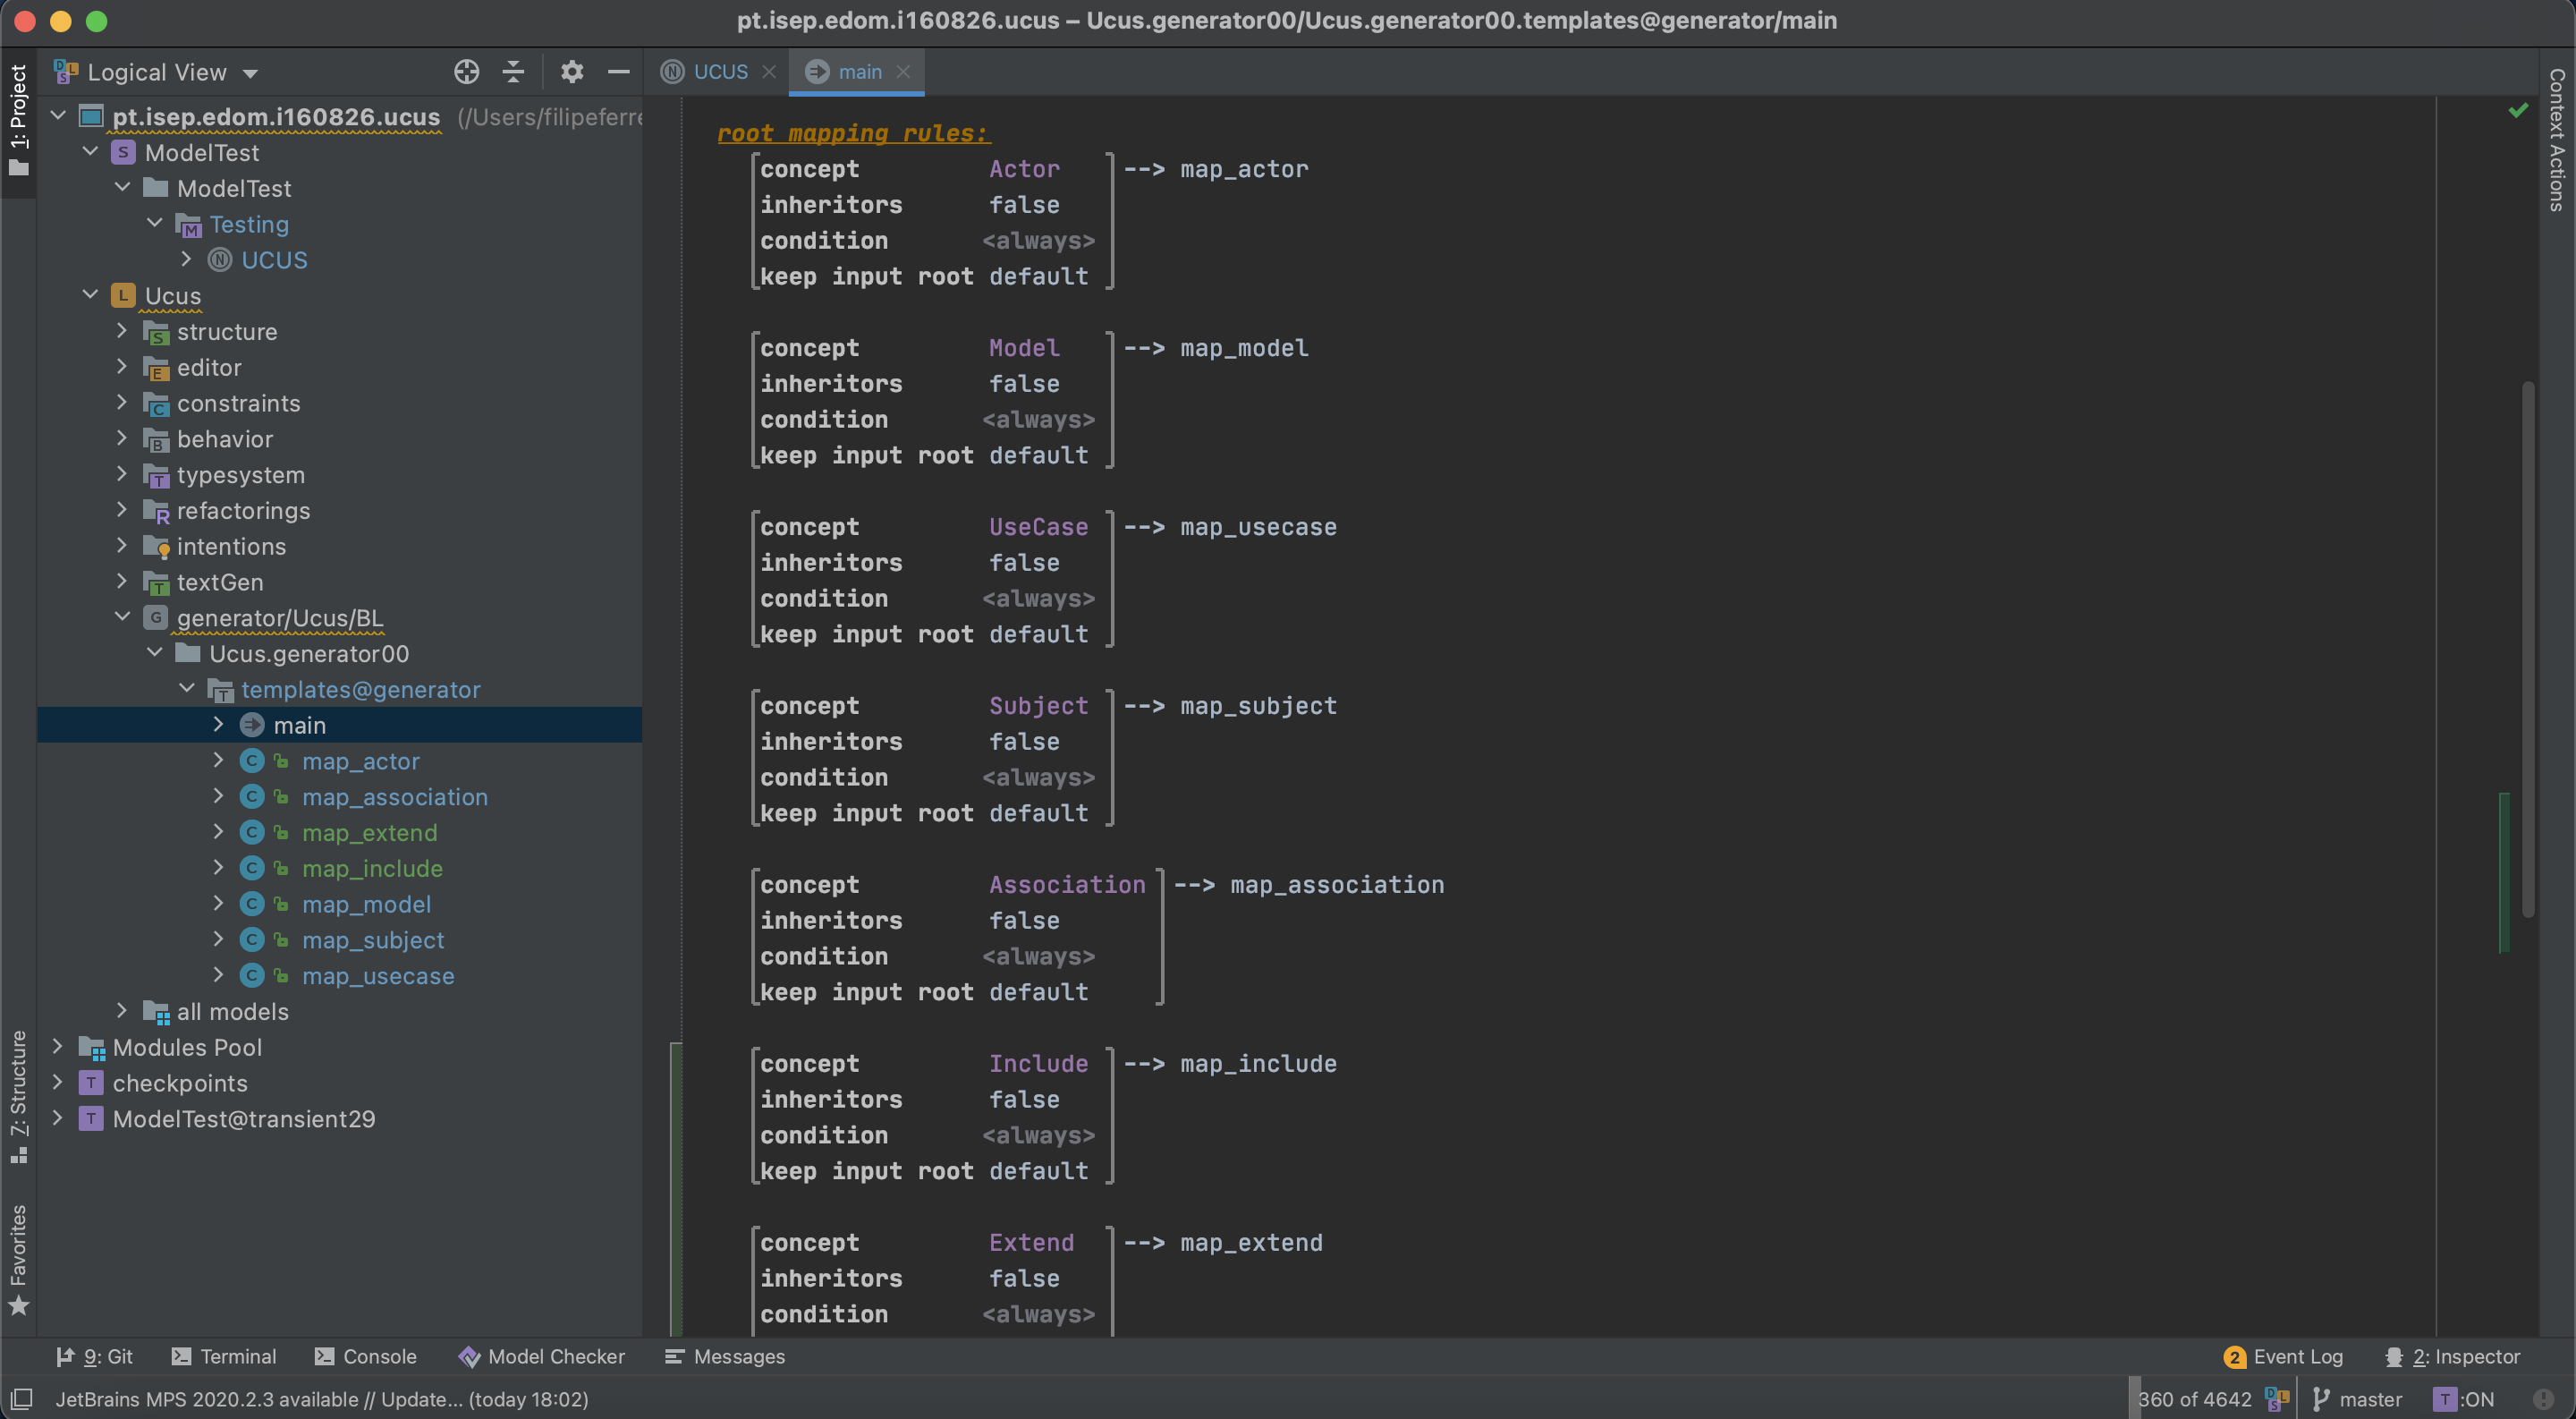 pt.isep.edom.i160826.ucus – Ucus.generator00/Ucus.generator00.templates@generator/main
1: Project
Logical View
UCUS
main
Context Actions
pt.isep.edom.i160826.ucus (/Users/filipeferre
ModelTest
ModelTest
Testing
UCUS
Ucus
structure
editor
constraints
behavior
typesystem
refactorings
intentions
textGen
generator/Ucus/BL
Ucus.generator00
templates@generator
main
map_actor
map_association
map_extend
map_include
map_model
map_subject
map_usecase
all models
Modules Pool
checkpoints
ModelTest@transient29
7: Structure
Favorites
root mapping rules:
concept Actor --> map_actor
inheritors false
condition <always>
keep input root default
concept Model --> map_model
inheritors false
condition <always>
keep input root default
concept UseCase --> map_usecase
inheritors false
condition <always>
keep input root default
concept Subject --> map_subject
inheritors false
condition <always>
keep input root default
concept Association --> map_association
inheritors false
condition <always>
keep input root default
concept Include --> map_include
inheritors false
condition <always>
keep input root default
concept Extend --> map_extend
inheritors false
condition <always>
9: Git Terminal Console Model Checker Messages 2 Event Log 2: Inspector
JetBrains MPS 2020.2.3 available // Update... (today 18:02) 360 of 4642 master T:ON